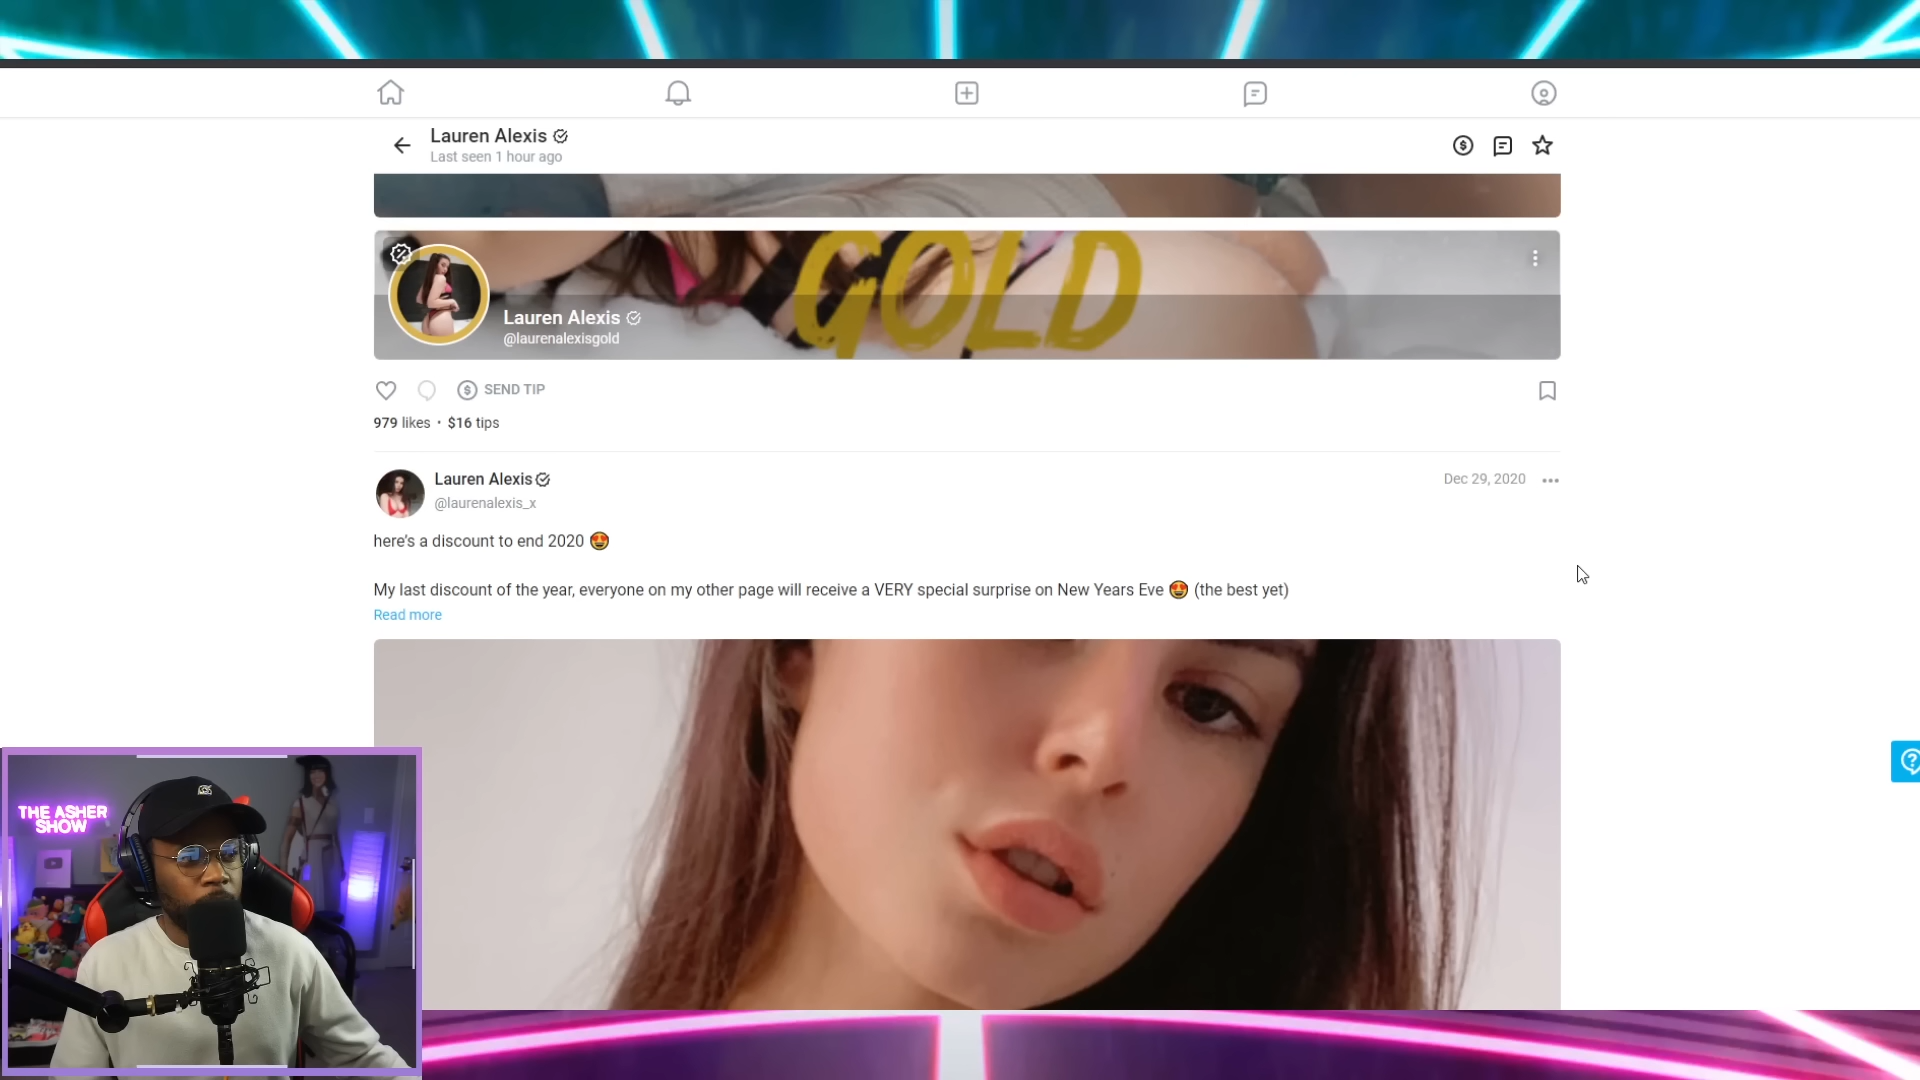 Lauren Alexis
Last seen 1 hour ago
GOLD
Lauren Alexis
@laurenalexisgold
SEND TIP
979 likes • $16 tips
Lauren Alexis
Dec 29, 2020
@laurenalexis_x
here's a discount to end 2020 😍
My last discount of the year, everyone on my other page will receive a VERY special surprise on New Years Eve 😍 (the best yet)
Read more
THE ASHER
SHOW